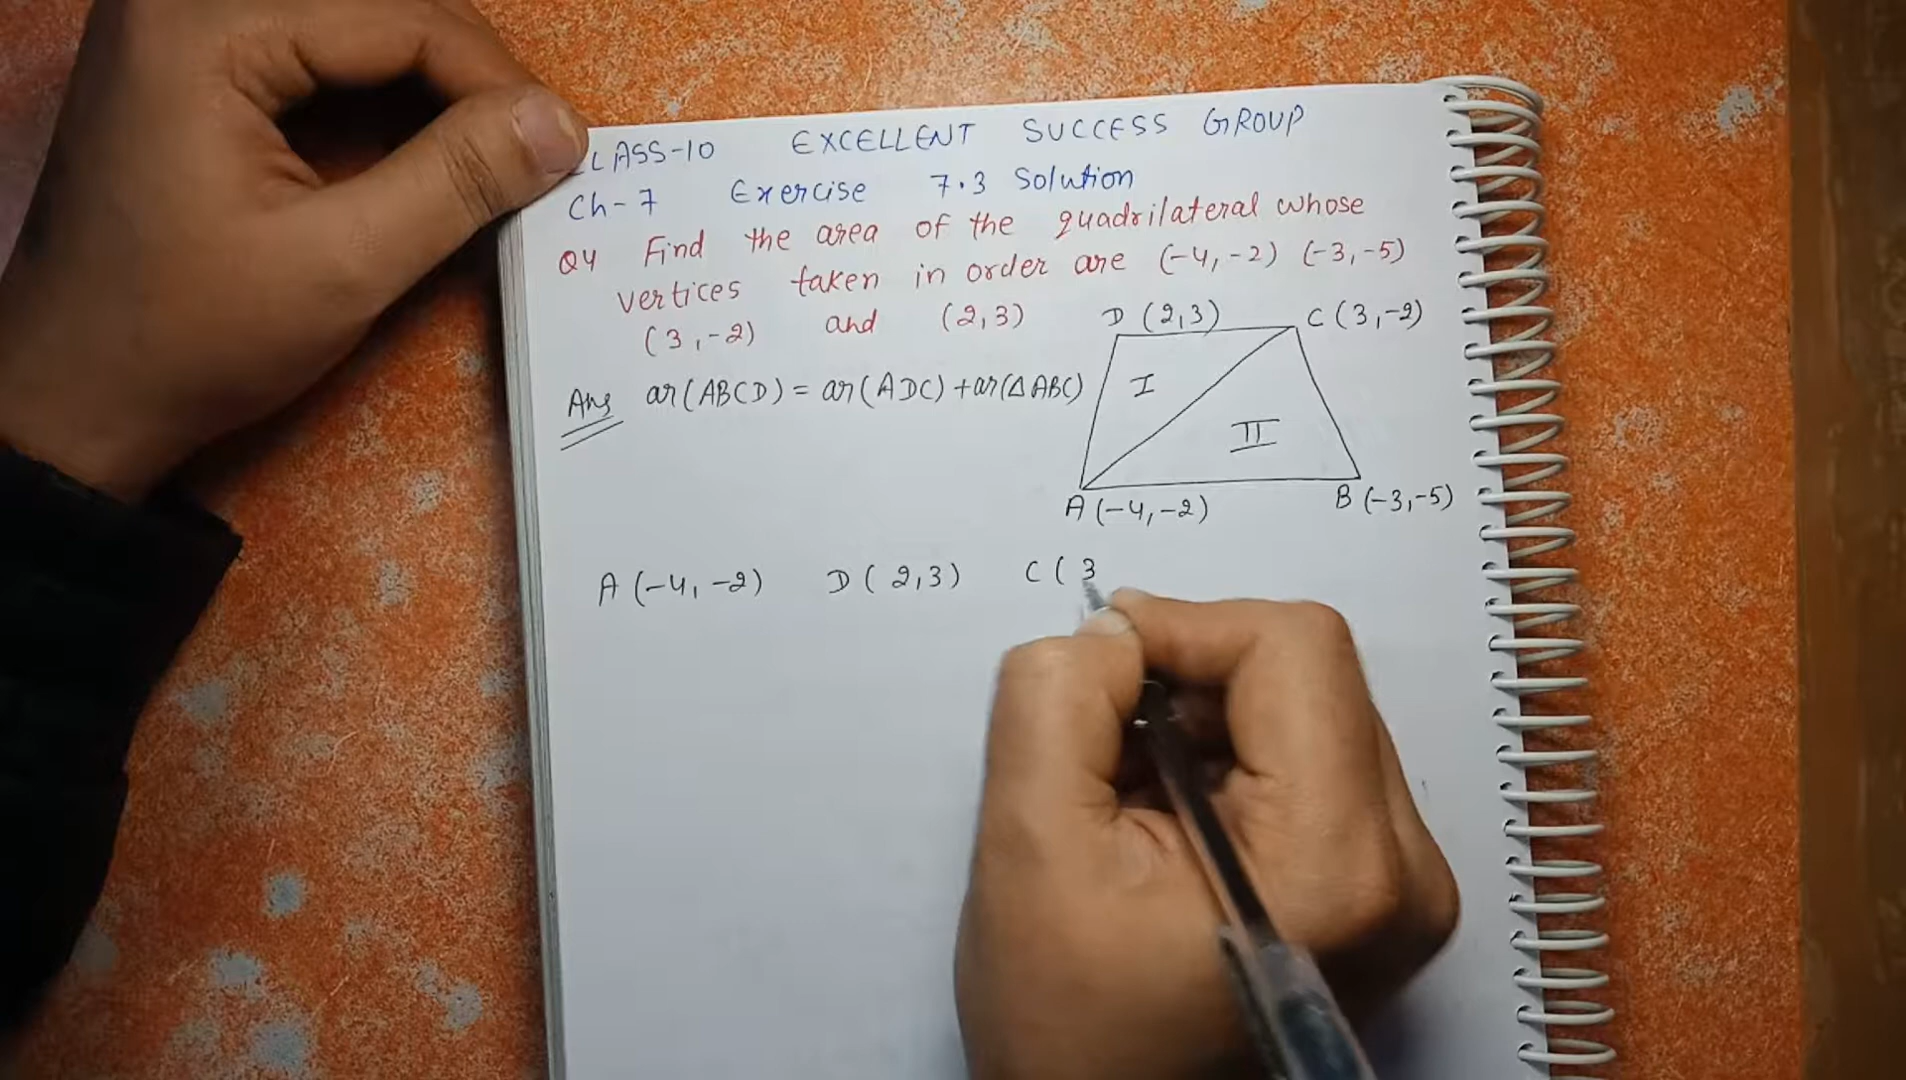 CLASS-10 EXCELLENT SUCCESS GROUP
Ch-7 Exercise 7.3 Solution
Q4 Find the area of the quadrilateral whose
vertices taken in order are (-4,-2) (-3,-5)
(3,-2) and (2,3)
D (2,3) C (3,-2)
Ans ar(ABCD) = ar(ADC) + ar(△ABC)
I
II
A (-4,-2) B (-3,-5)
A (-4,-2) D (2,3) C ( 3